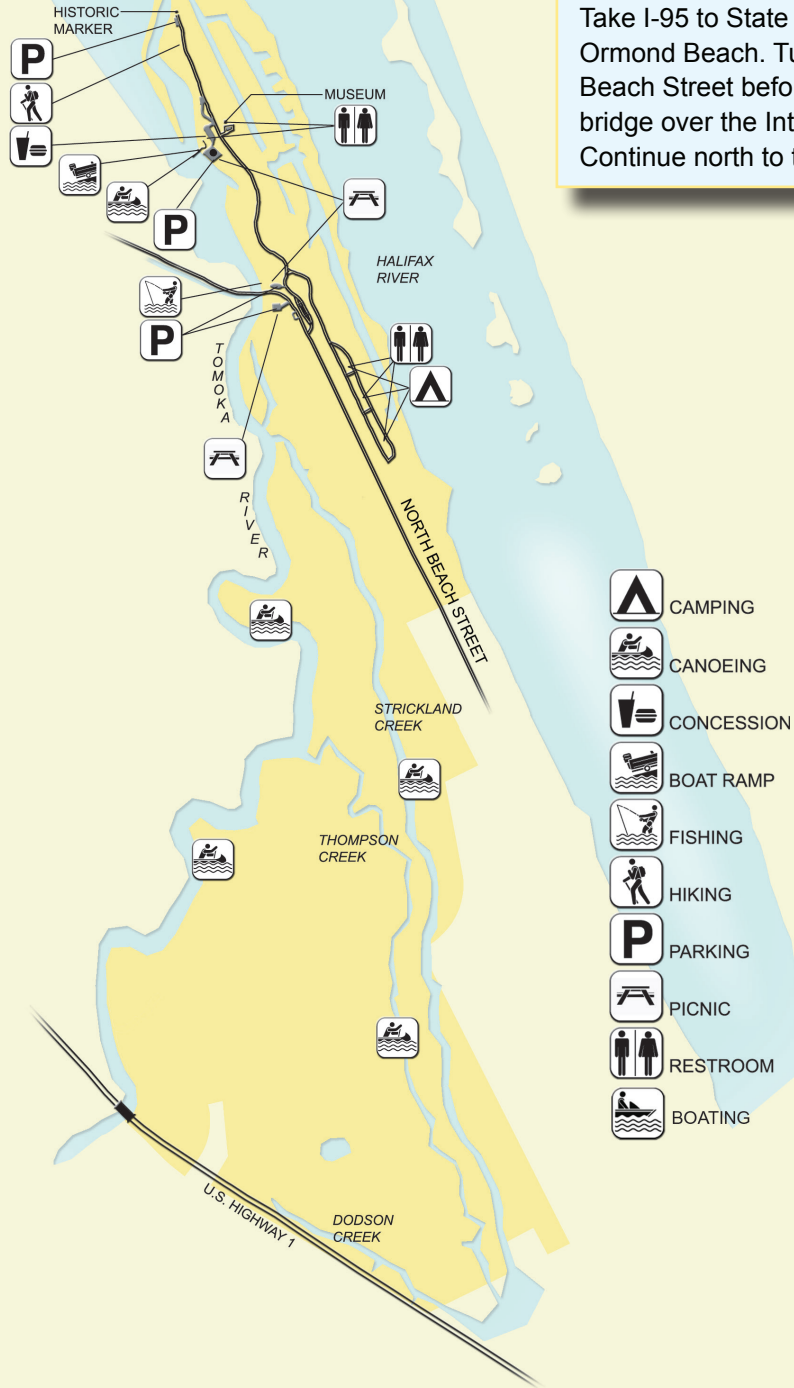 Take I-95 to State
Ormond Beach. Tu
Beach Street befo
bridge over the Int
Continue north to t
HISTORIC
MARKER
P
MUSEUM
P
HALIFAX
RIVER
P
TOMOKA
RIVER
NORTH BEACH STREET
STRICKLAND
CREEK
THOMPSON
CREEK
U.S. HIGHWAY 1
DODSON
CREEK
CAMPING
CANOEING
CONCESSION
BOAT RAMP
FISHING
HIKING
P PARKING
PICNIC
RESTROOM
BOATING